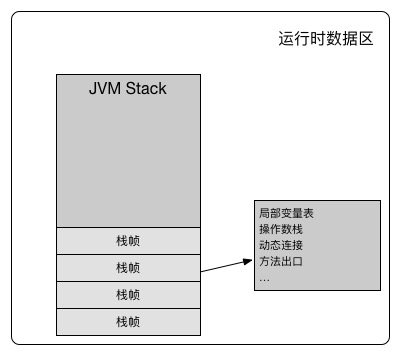 运行时数据区
JVM Stack
栈帧
栈帧
栈帧
栈帧
局部变量表
操作数栈
动态连接
方法出口
...